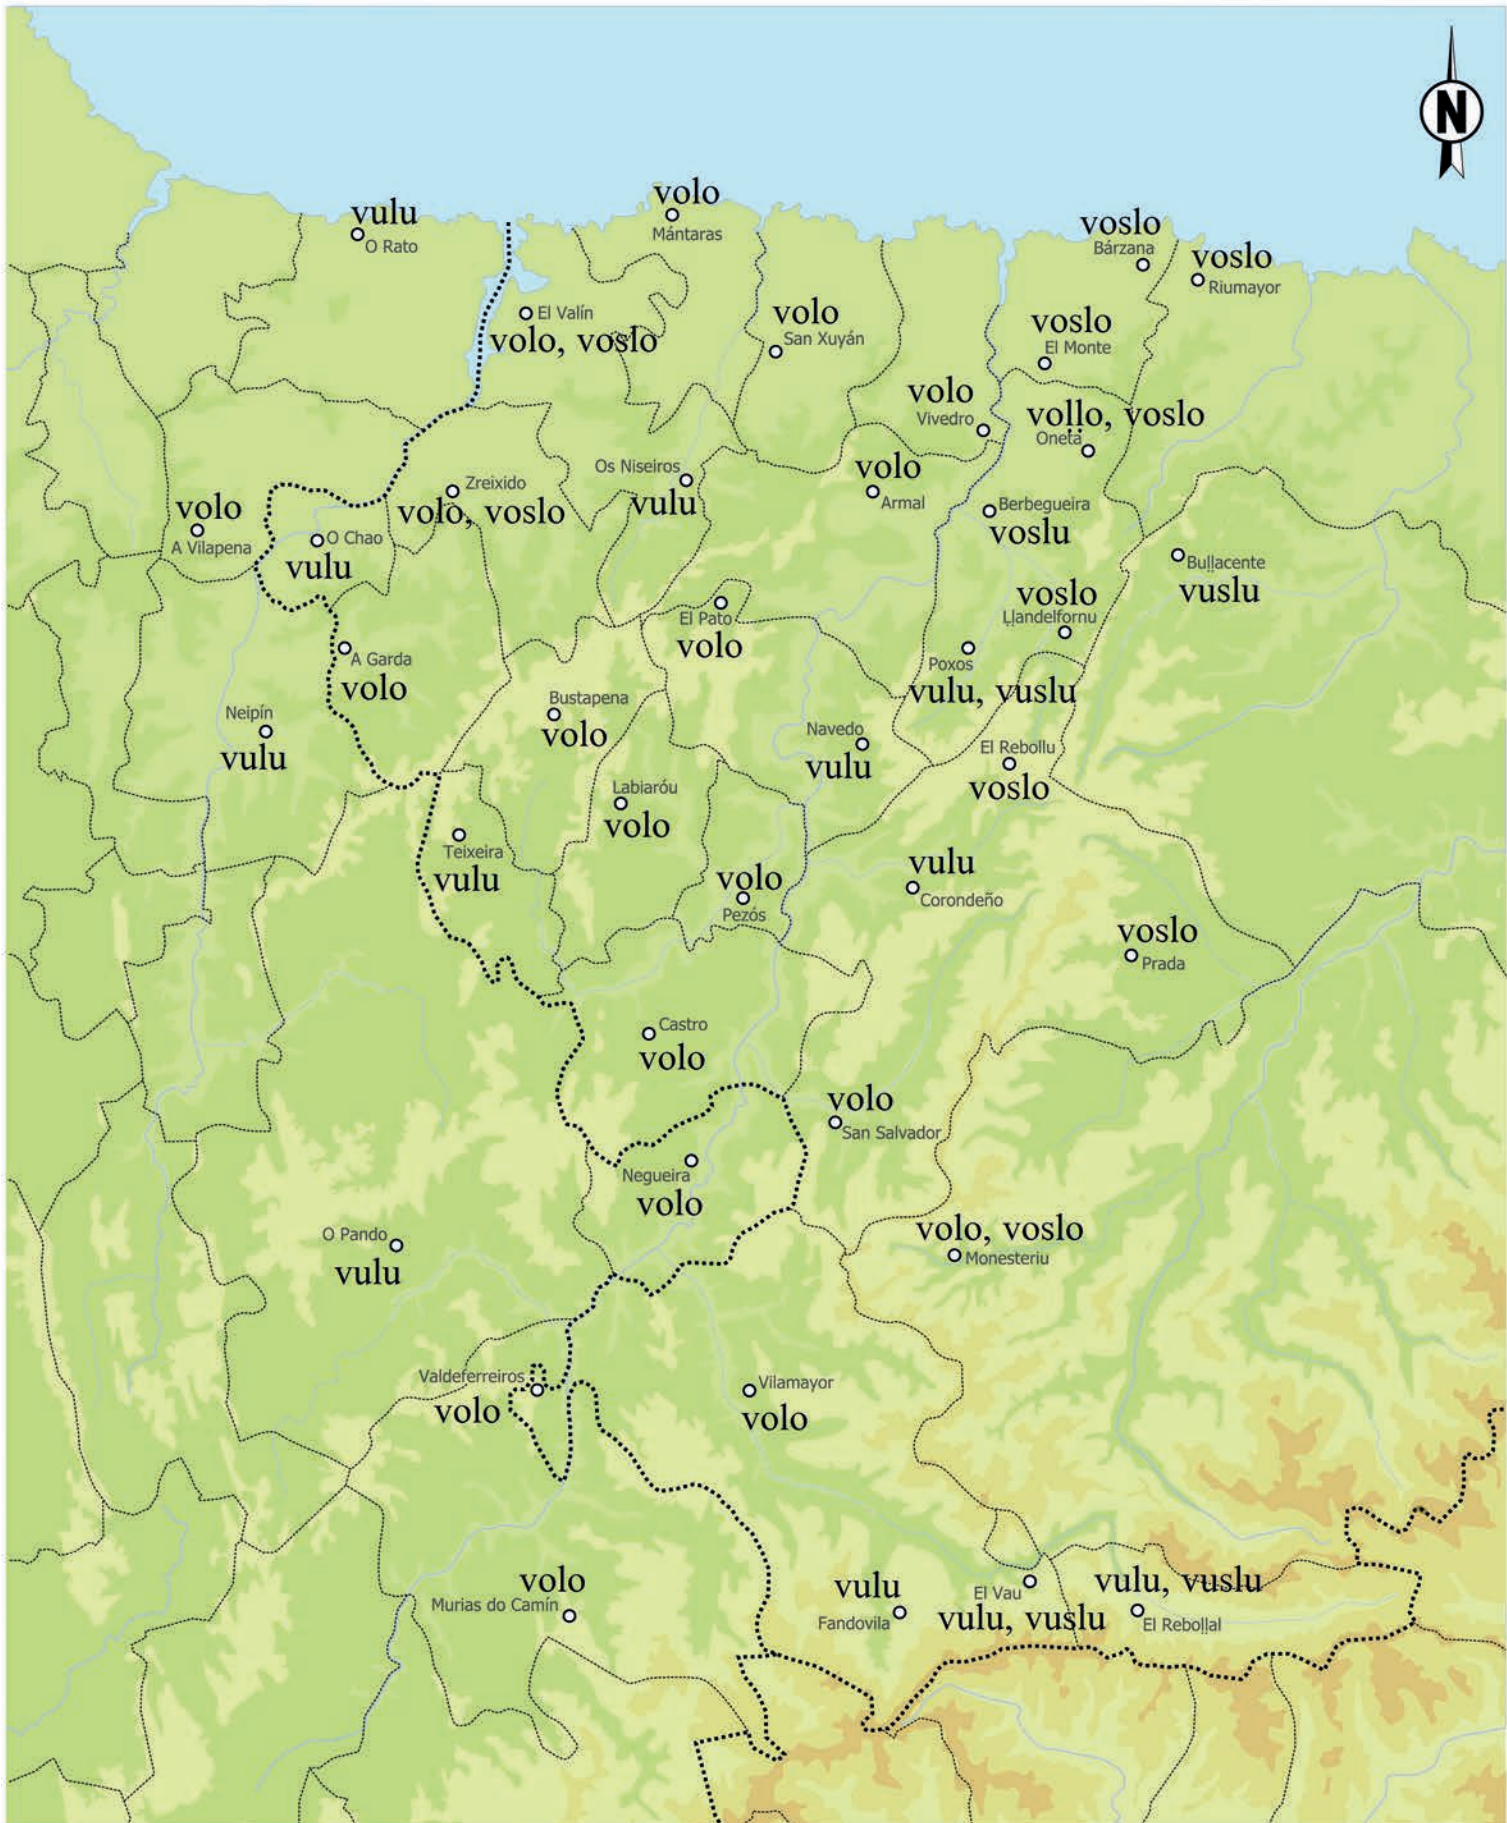 N
volo
Mántaras
vulu
O Rato
voslo
Bárzana
voslo
Riumayor
El Valín
volo, voslo
volo
San Xuyán
voslo
El Monte
volo
Vivedro
voḷḷo, voslo
Oneta
Os Niseiros
vulu
volo
Armal
Zreixido
volo, voslo
volo
A Vilapena
O Chao
vulu
Berbegueira
voslu
Buḷḷacente
vuslu
voslo
Ḷḷandelfornu
El Pato
volo
A Garda
volo
Poxos
vulu, vuslu
Bustapena
volo
Neipín
vulu
Navedo
vulu
El Rebollu
voslo
Labiaróu
volo
Teixeira
vulu
vulu
Corondeño
volo
Pezós
voslo
Prada
Castro
volo
volo
San Salvador
Negueira
volo
O Pando
vulu
volo, voslo
Monesteriu
Valdeferreiros
volo
Vilamayor
volo
volo
Murias do Camín
vulu
Fandovila
El Vau
vulu, vuslu
vulu, vuslu
El Reboḷḷal